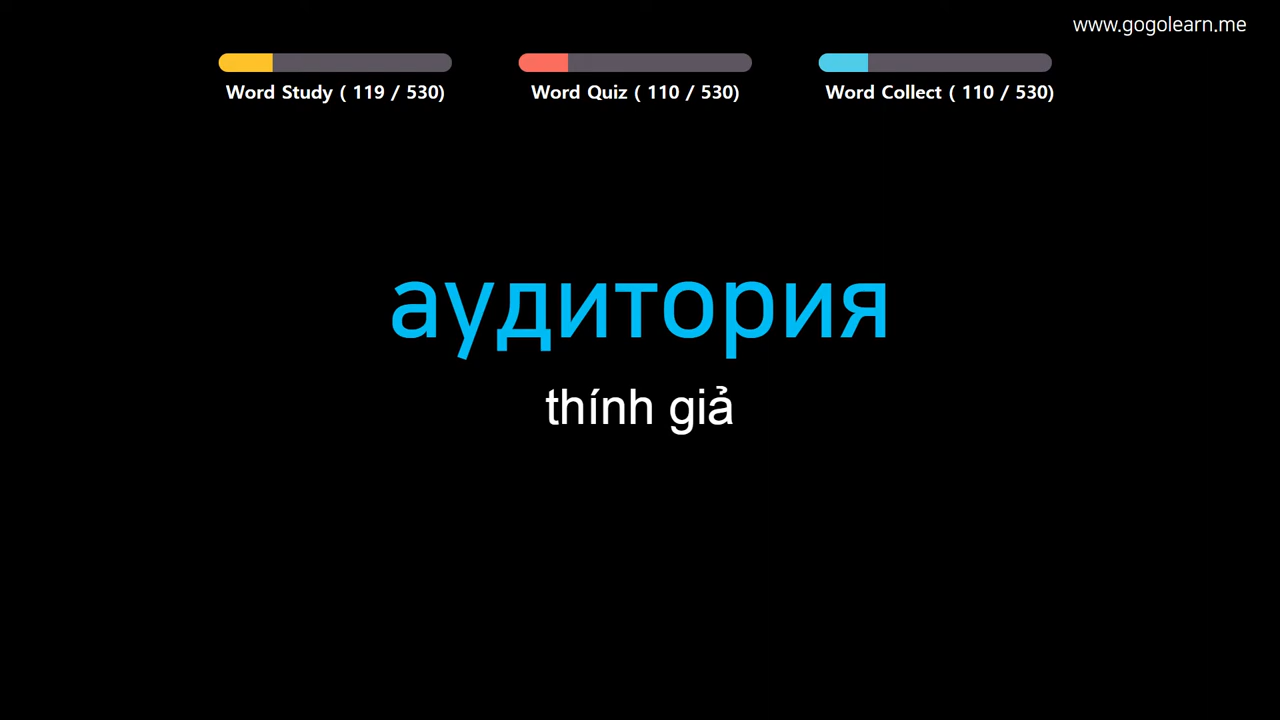 www.gogolearn.me
Word Study ( 119 / 530)
Word Quiz ( 110 / 530)
Word Collect ( 110 / 530)
аудитория
thính giả